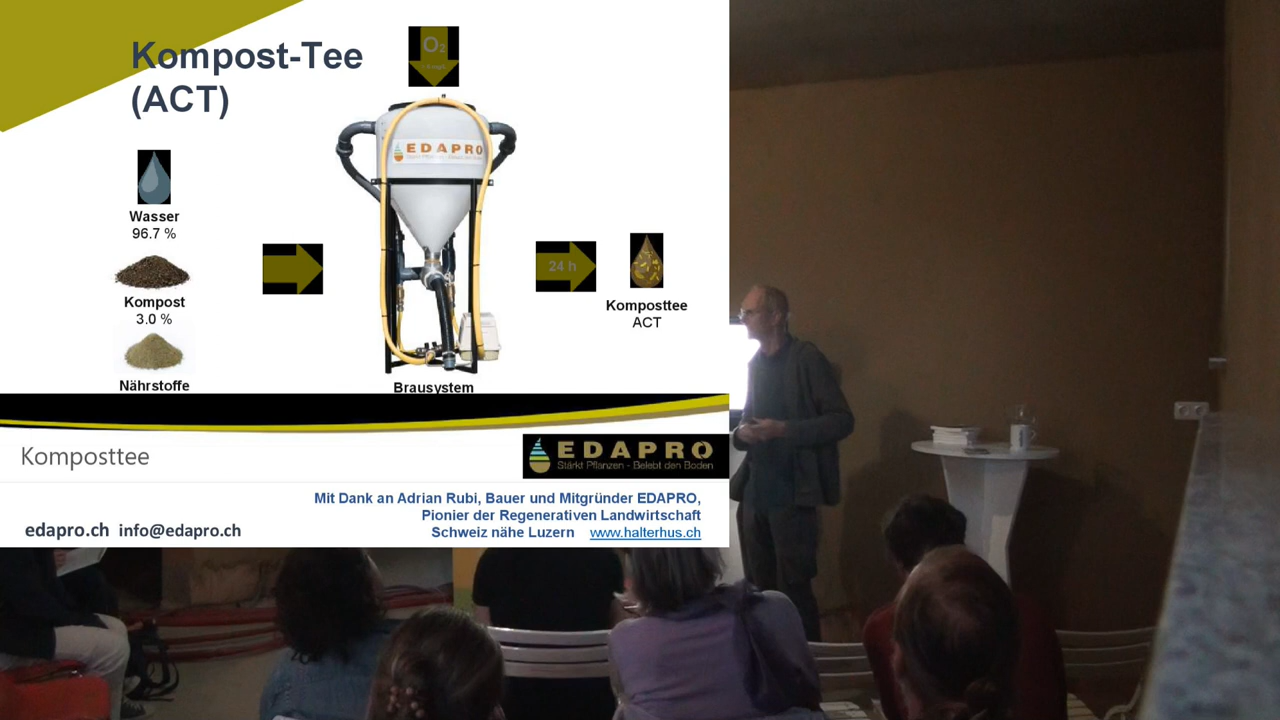 Kompost-Tee
(ACT)
O₂
EDAPRO
Wasser
96.7 %
Kompost
3.0 %
24 h
Komposttee
ACT
Nährstoffe
Brausystem
Komposttee
EDAPRO
Stärkt Pflanzen - Belebt den Boden
Mit Dank an Adrian Rubi, Bauer und Mitgründer EDAPRO,
Pionier der Regenerativen Landwirtschaft
Schweiz nähe Luzern www.halterhus.ch
edapro.ch info@edapro.ch